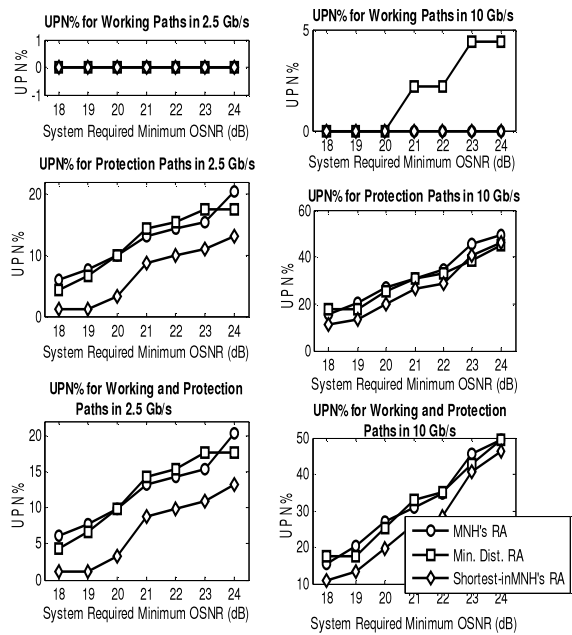 UPN% for Working Paths in 2.5 Gb/s
1
0
-1
UPN%
18 19 20 21 22 23 24
System Required Minimum OSNR (dB)
UPN% for Working Paths in 10 Gb/s
5
0
UPN%
18 19 20 21 22 23 24
System Required Minimum OSNR (dB)
UPN% for Protection Paths in 2.5 Gb/s
20
10
0
UPN%
18 19 20 21 22 23 24
System Required Minimum OSNR (dB)
UPN% for Protection Paths in 10 Gb/s
60
40
20
0
UPN%
18 19 20 21 22 23 24
System Required Minimum OSNR (dB)
UPN% for Working and Protection
Paths in 2.5 Gb/s
20
15
10
5
0
UPN%
18 19 20 21 22 23 24
System Required Minimum OSNR (dB)
UPN% for Working and Protection
Paths in 10 Gb/s
50
40
30
20
10
UPN%
MNH's RA
Min. Dist. RA
Shortest-inMNH's RA
18 19 20 21 22 23 24
System Required Minimum OSNR (dB)